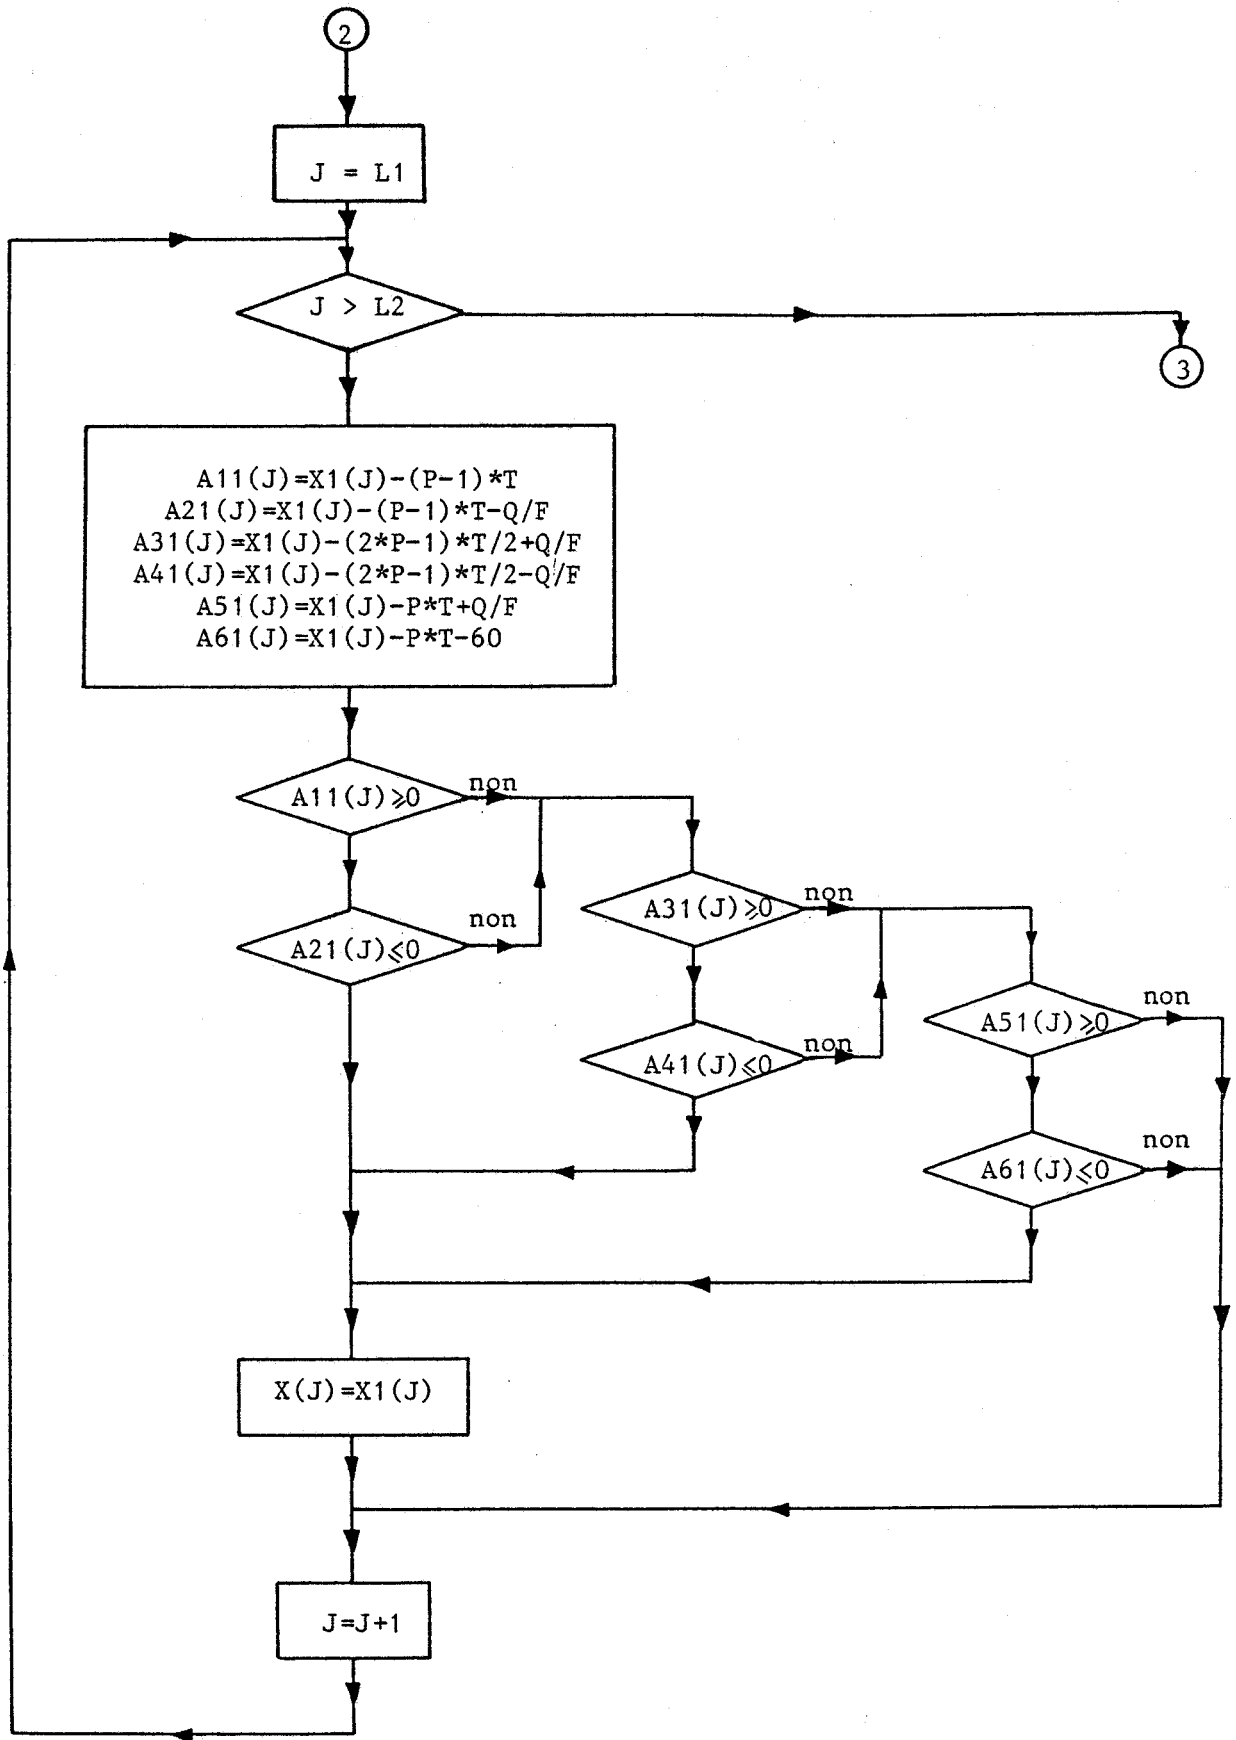 2
J = L1
J > L2
3
A11(J)=X1(J)-(P-1)*T
A21(J)=X1(J)-(P-1)*T-Q/F
A31(J)=X1(J)-(2*P-1)*T/2+Q/F
A41(J)=X1(J)-(2*P-1)*T/2-Q/F
A51(J)=X1(J)-P*T+Q/F
A61(J)=X1(J)-P*T-60
A11(J)⩾0
non
A21(J)⩽0
non
A31(J)⩾0
non
A41(J)⩽0
non
A51(J)⩾0
non
A61(J)⩽0
non
X(J)=X1(J)
J=J+1